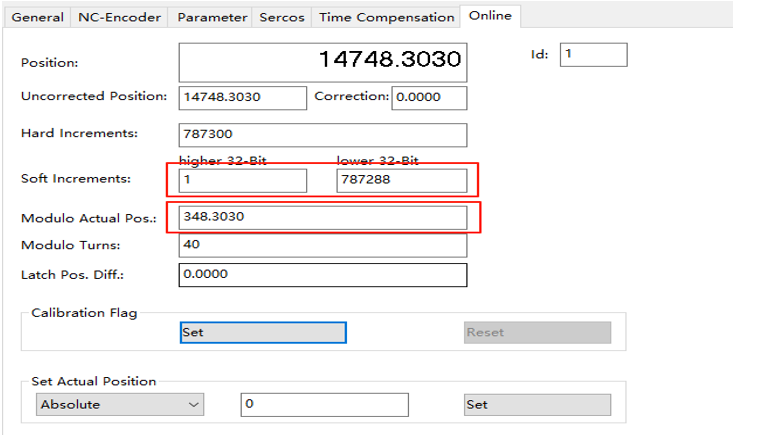 General NC-Encoder Parameter Sercos Time Compensation Online
Position: 14748.3030 Id: 1
Uncorrected Position: 14748.3030 Correction: 0.0000
Hard Increments: 787300
higher 32-Bit lower 32-Bit
Soft Increments: 1 787288
Modulo Actual Pos.: 348.3030
Modulo Turns: 40
Latch Pos. Diff.: 0.0000
Calibration Flag
Set Reset
Set Actual Position
Absolute 0 Set